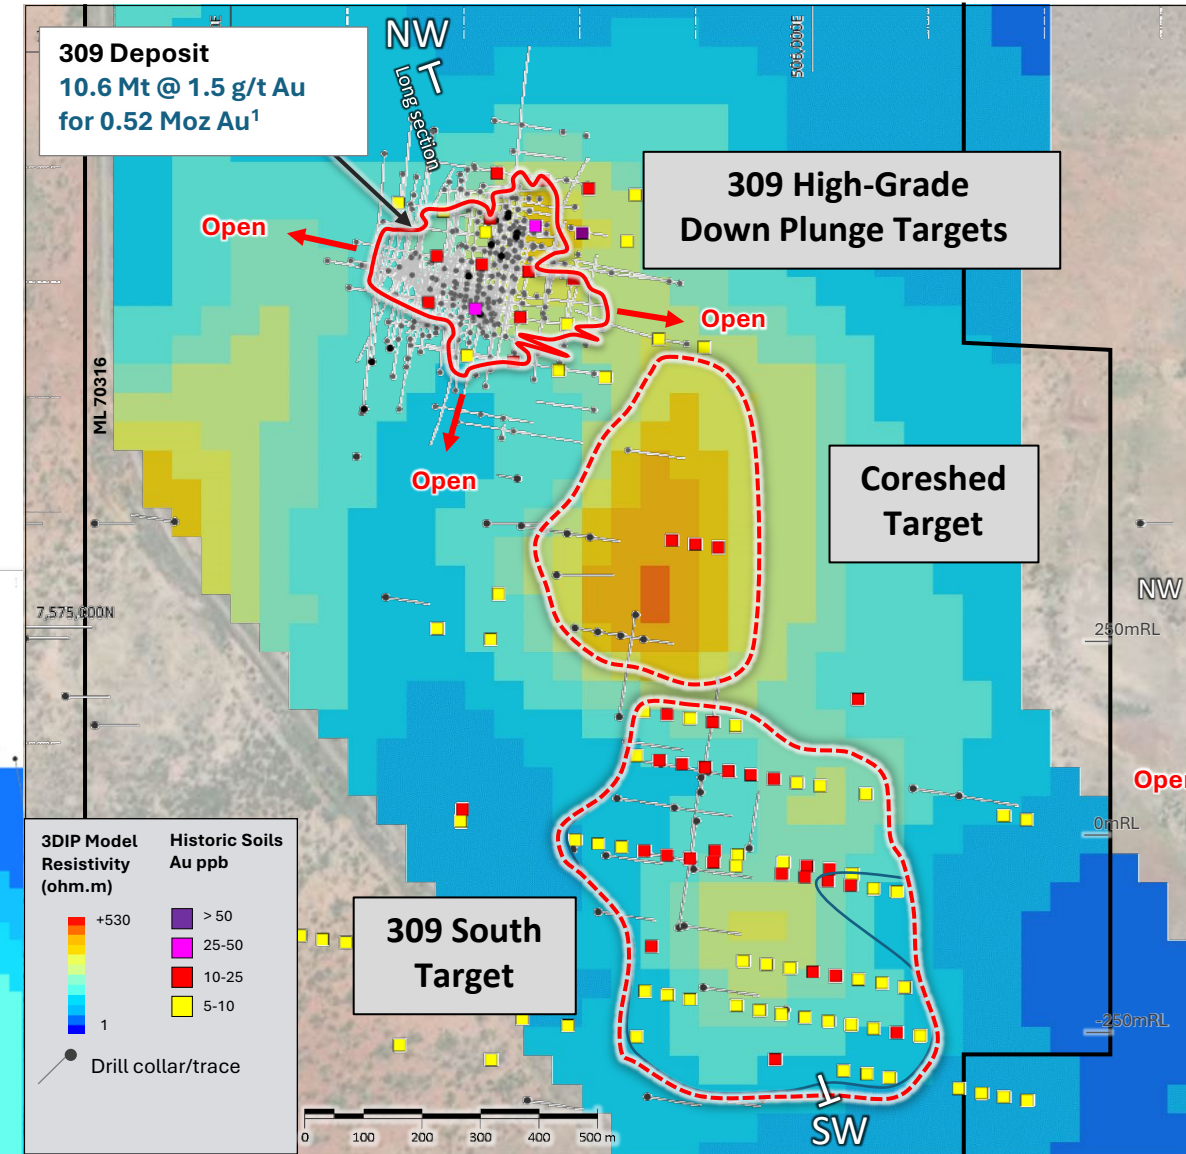 309 Deposit
10.6 Mt @ 1.5 g/t Au
for 0.52 Moz Au¹
NW
Long section
309 High-Grade
Down Plunge Targets
Open
Open
Open
ML 70316
Coreshed
Target
NW
7,575,000N
250mRL
Open
0mRL
309 South
Target
-250mRL
3DIP Model
Resistivity
(ohm.m)
+530
1
Historic Soils
Au ppb
> 50
25-50
10-25
5-10
Drill collar/trace
0 100 200 300 400 500 m
SW